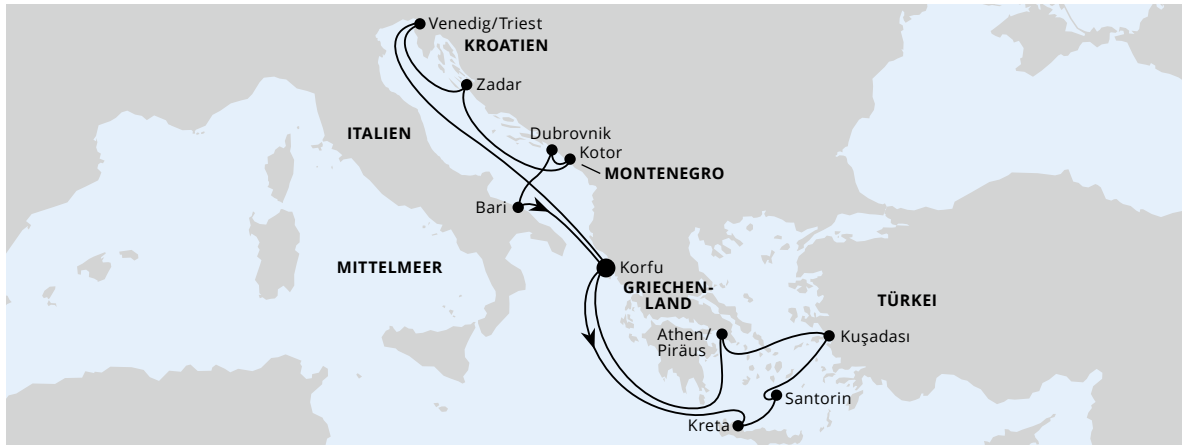 Venedig/Triest
KROATIEN
Zadar
ITALIEN
Dubrovnik
Kotor
MONTENEGRO
Bari
MITTELMEER
Korfu
GRIECHEN-
LAND
TÜRKEI
Athen/
Piräus
Kuşadası
Santorin
Kreta